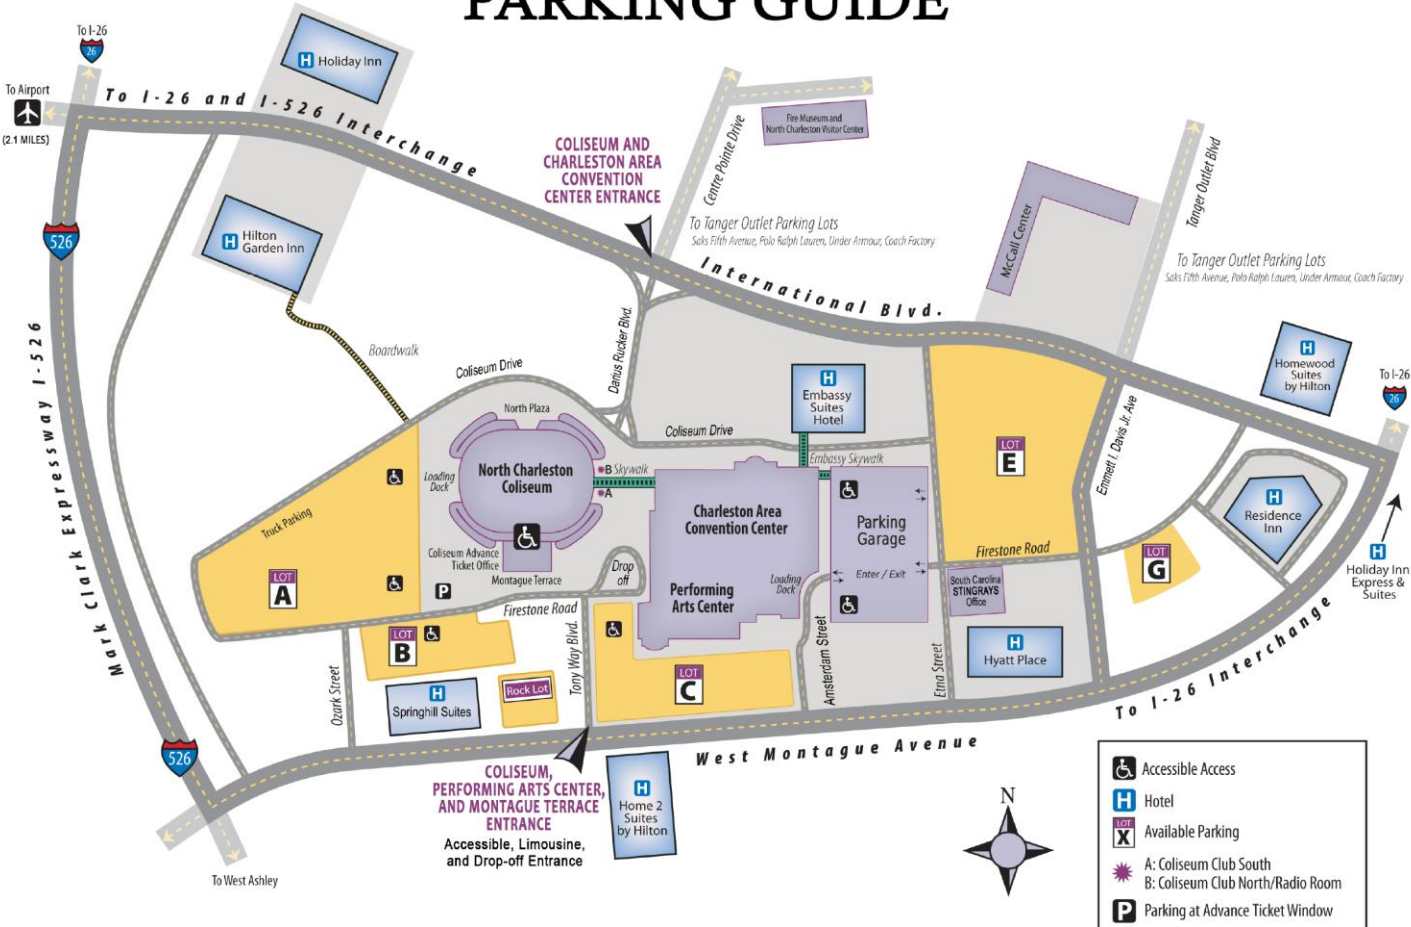 PARKING GUIDE
To I-26
26
To Airport
(2.1 MILES)
To I-26 and I-526 Interchange
Holiday Inn
H
Hilton
Garden Inn
H
526
Mark Clark Expressway I-526
526
To West Ashley
Boardwalk
COLISEUM AND
CHARLESTON AREA
CONVENTION
CENTER ENTRANCE
Centre Pointe Drive
Fire Museum and
North Charleston Visitor Center
To Tanger Outlet Parking Lots
Saks Fifth Avenue, Polo Ralph Lauren, Under Armour, Coach Factory
International Blvd.
McCall Center
Tanger Outlet Blvd
To Tanger Outlet Parking Lots
Saks Fifth Avenue, Polo Ralph Lauren, Under Armour, Coach Factory
H
Homewood
Suites
by Hilton
To I-26
26
Darius Rucker Blvd.
Coliseum Drive
North Plaza
North Charleston
Coliseum
Loading
Dock
B Skywalk
A
Coliseum Drive
H
Embassy
Suites
Hotel
Embassy Skywalk
Charleston Area
Convention Center
Performing
Arts Center
Loading
Dock
Parking
Garage
Enter / Exit
LOT
E
Emmett I. Davis Jr. Ave
Firestone Road
LOT
G
H
Residence
Inn
H
Holiday Inn
Express &
Suites
Truck Parking
LOT
A
Coliseum Advance
Ticket Office
P
Montague Terrace
Drop
off
Firestone Road
LOT
B
Ozark Street
H
Springhill Suites
Rock Lot
Tony Way Blvd.
LOT
C
Amsterdam Street
Etna Street
South Carolina
STINGRAYS
Office
H
Hyatt Place
To I-26 Interchange
West Montague Avenue
COLISEUM,
PERFORMING ARTS CENTER,
AND MONTAGUE TERRACE
ENTRANCE
Accessible, Limousine,
and Drop-off Entrance
H
Home 2
Suites
by Hilton
N
Accessible Access
H Hotel
LOT
X Available Parking
A: Coliseum Club South
B: Coliseum Club North/Radio Room
P Parking at Advance Ticket Window